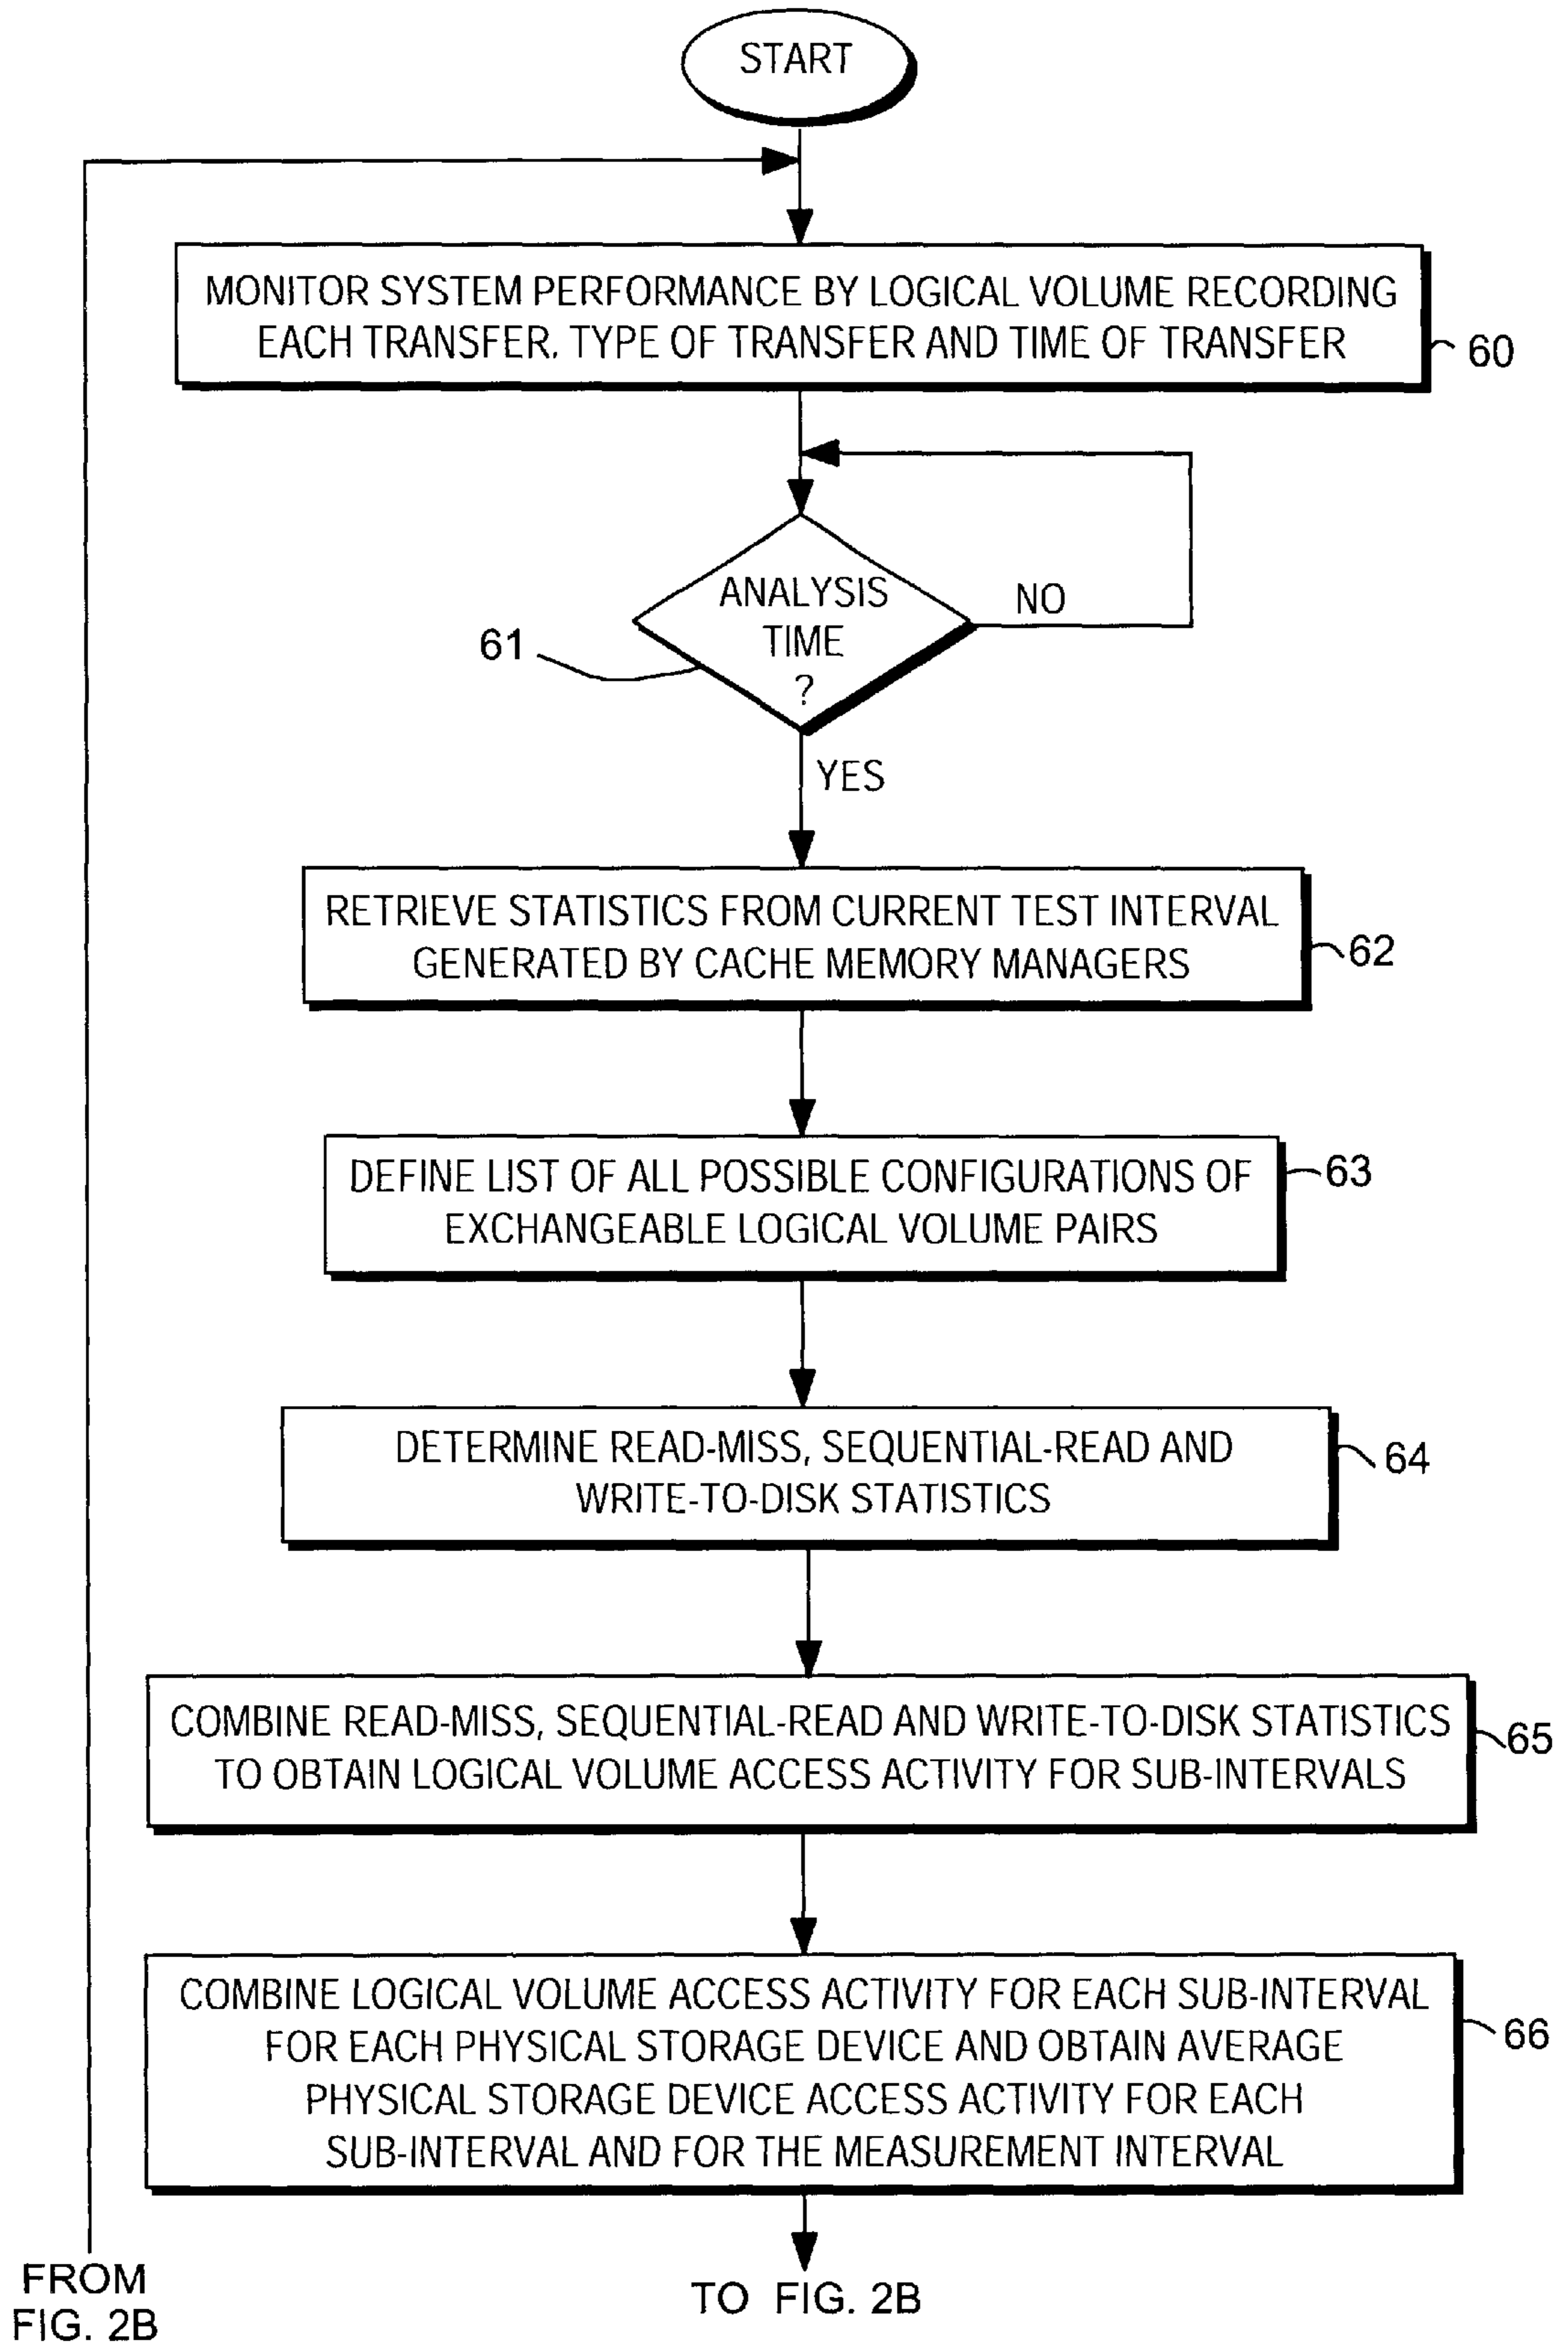 START
MONITOR SYSTEM PERFORMANCE BY LOGICAL VOLUME RECORDING
EACH TRANSFER, TYPE OF TRANSFER AND TIME OF TRANSFER
60
ANALYSIS
TIME
?
NO
61
YES
RETRIEVE STATISTICS FROM CURRENT TEST INTERVAL
GENERATED BY CACHE MEMORY MANAGERS
62
DEFINE LIST OF ALL POSSIBLE CONFIGURATIONS OF
EXCHANGEABLE LOGICAL VOLUME PAIRS
63
DETERMINE READ-MISS, SEQUENTIAL-READ AND
WRITE-TO-DISK STATISTICS
64
COMBINE READ-MISS, SEQUENTIAL-READ AND WRITE-TO-DISK STATISTICS
TO OBTAIN LOGICAL VOLUME ACCESS ACTIVITY FOR SUB-INTERVALS
65
COMBINE LOGICAL VOLUME ACCESS ACTIVITY FOR EACH SUB-INTERVAL
FOR EACH PHYSICAL STORAGE DEVICE AND OBTAIN AVERAGE
PHYSICAL STORAGE DEVICE ACCESS ACTIVITY FOR EACH
SUB-INTERVAL AND FOR THE MEASUREMENT INTERVAL
66
FROM
FIG. 2B
TO FIG. 2B